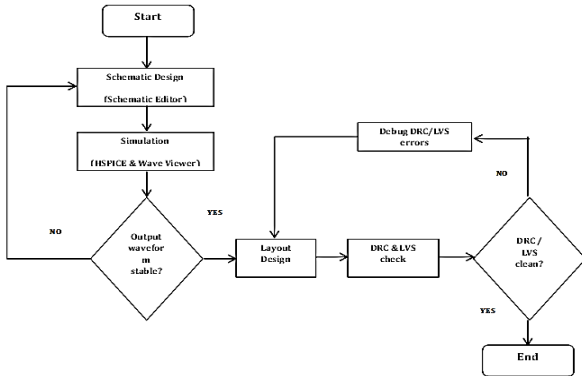 Start
Schematic Design
(Schematic Editor)
Simulation
(HSPICE & Wave Viewer)
NO
Output
wavefor
m
stable?
YES
Layout
Design
DRC & LVS
check
Debug DRC/LVS
errors
NO
DRC /
LVS
clean?
YES
End